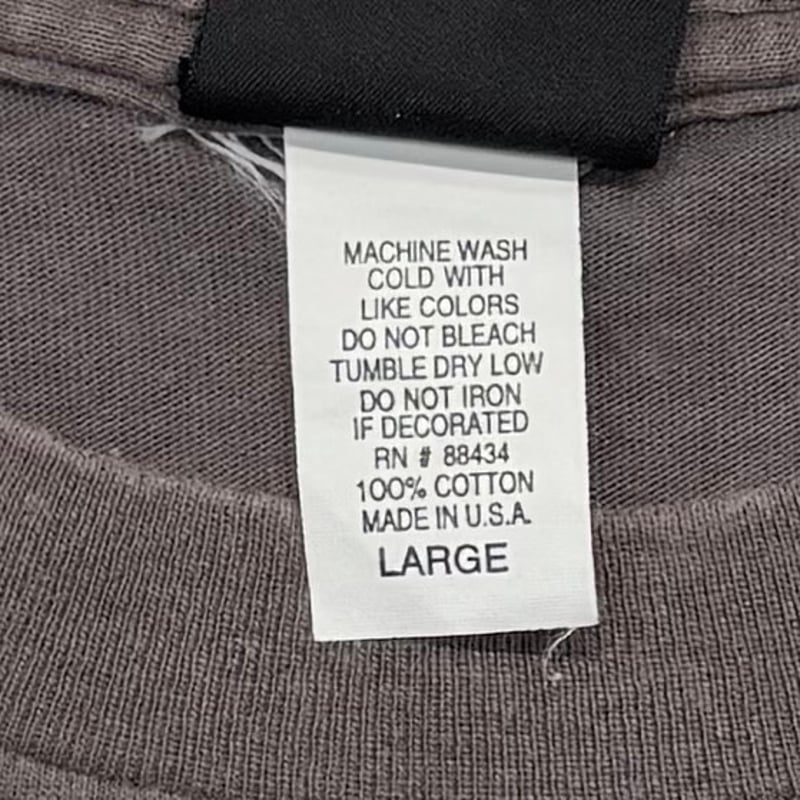 MACHINE WASH
COLD WITH
LIKE COLORS
DO NOT BLEACH
TUMBLE DRY LOW
DO NOT IRON
IF DECORATED
RN # 88434
100% COTTON
MADE IN U.S.A.
LARGE